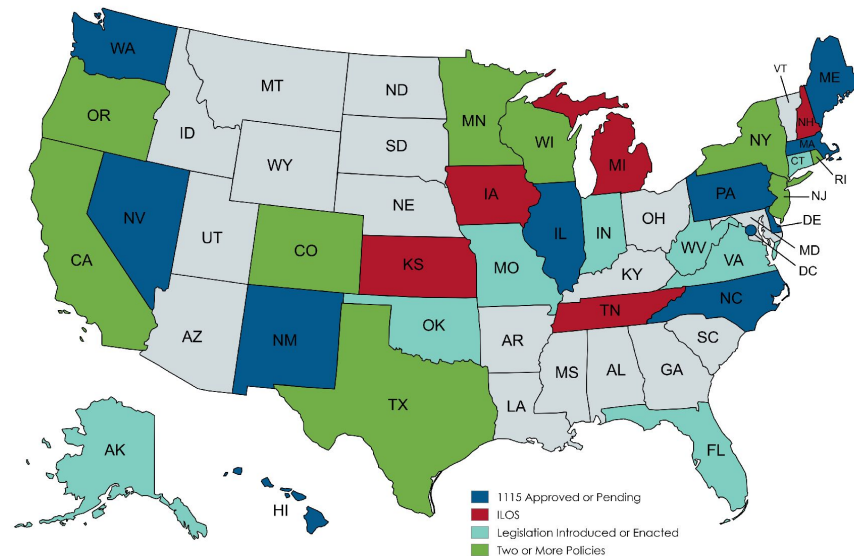 WA
MT
ND
MN
VT
ME
OR
ID
SD
WI
MI
NY
NH
MA
CT
RI
WY
NE
IA
PA
NJ
NV
UT
CO
IL
IN
OH
DE
MD
DC
CA
KS
MO
KY
WV
VA
AZ
NM
OK
AR
TN
NC
TX
LA
MS
AL
GA
SC
AK
HI
FL
1115 Approved or Pending
ILOS
Legislation Introduced or Enacted
Two or More Policies